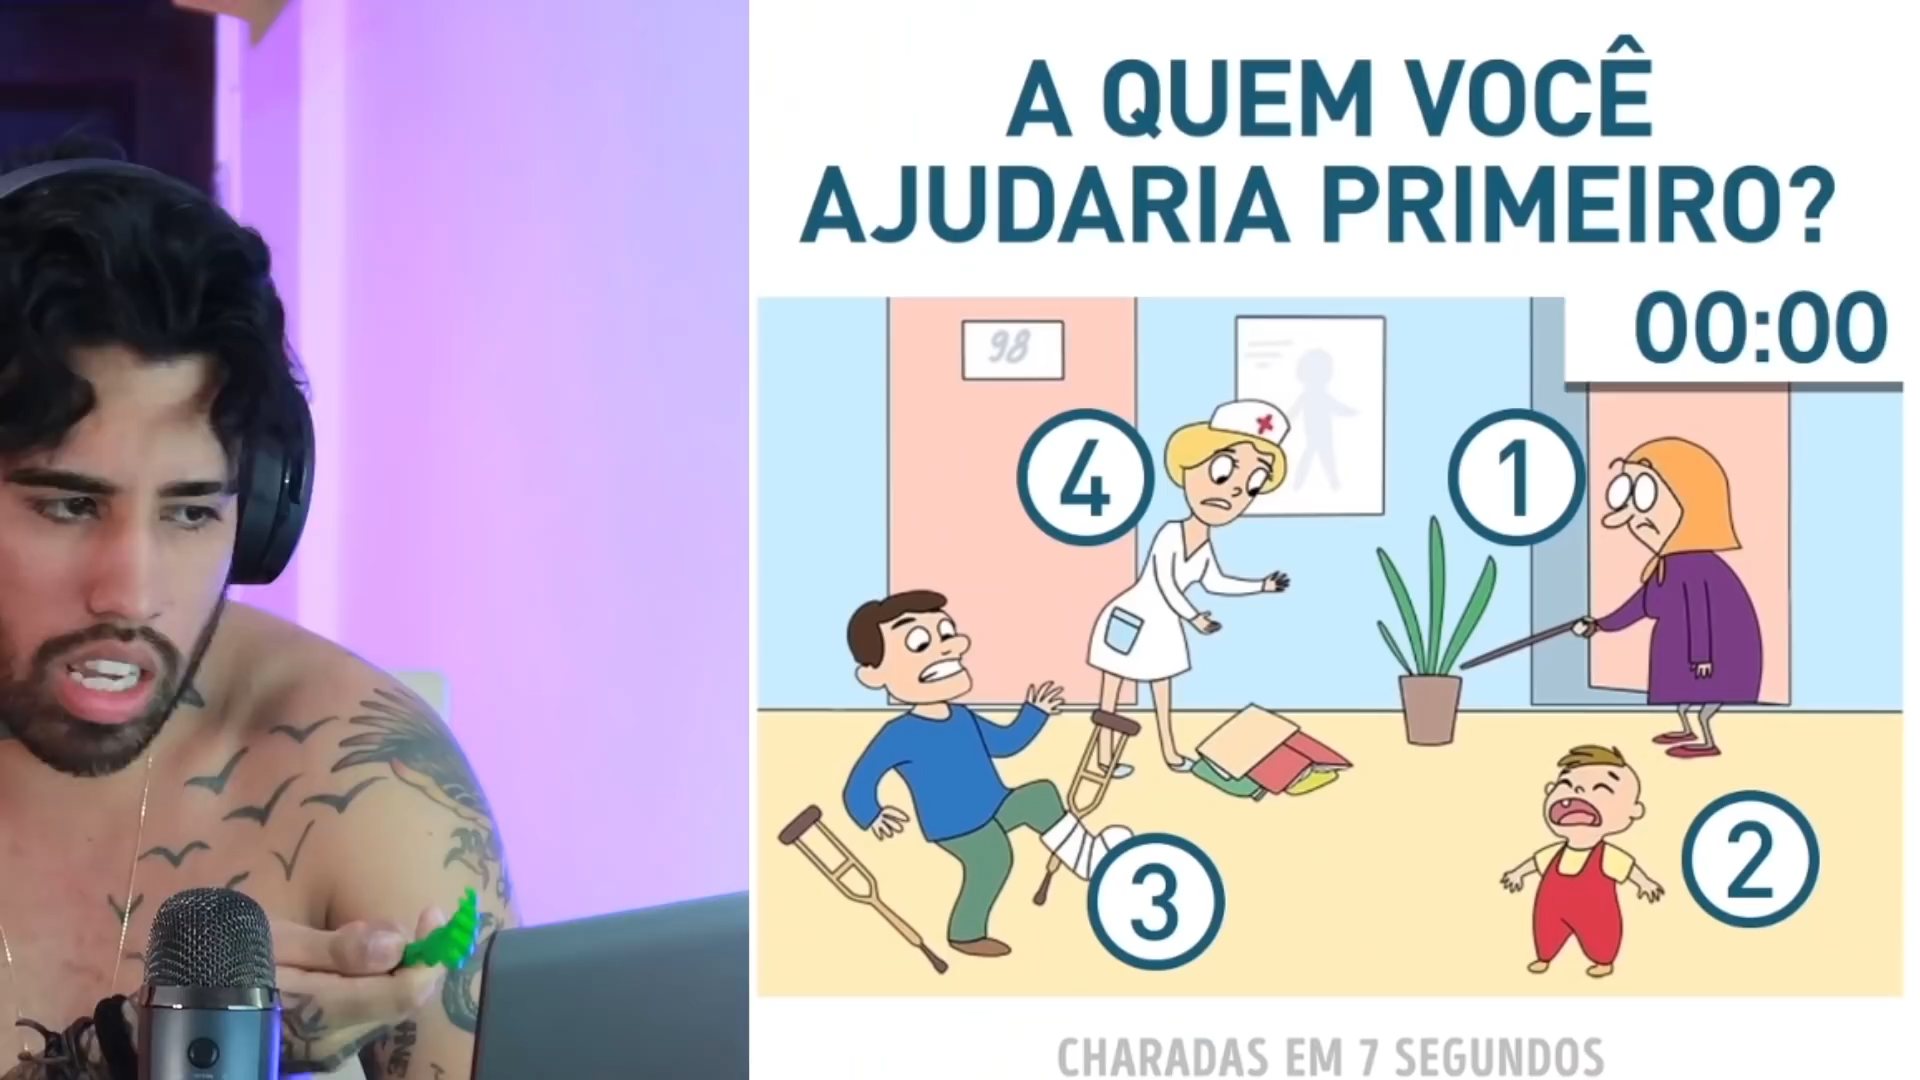 A QUEM VOCÊ
AJUDARIA PRIMEIRO?
00:00
98
4
1
3
2
CHARADAS EM 7 SEGUNDOS